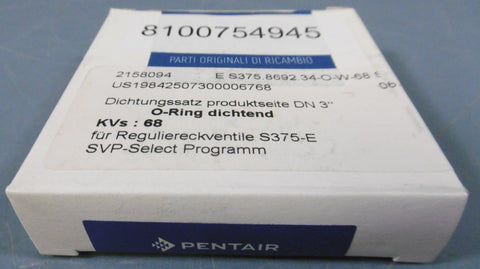 8100754945
PARTI ORIGINALI DI RICAMBIO
2158094 E S375.8692 34-O-W-68
US19842507300006768
Dichtungssatz produktseite DN 3"
O-Ring dichtend
KVs : 68
für Reguliereckventile S375-E
SVP-Select Programm
PENTAIR